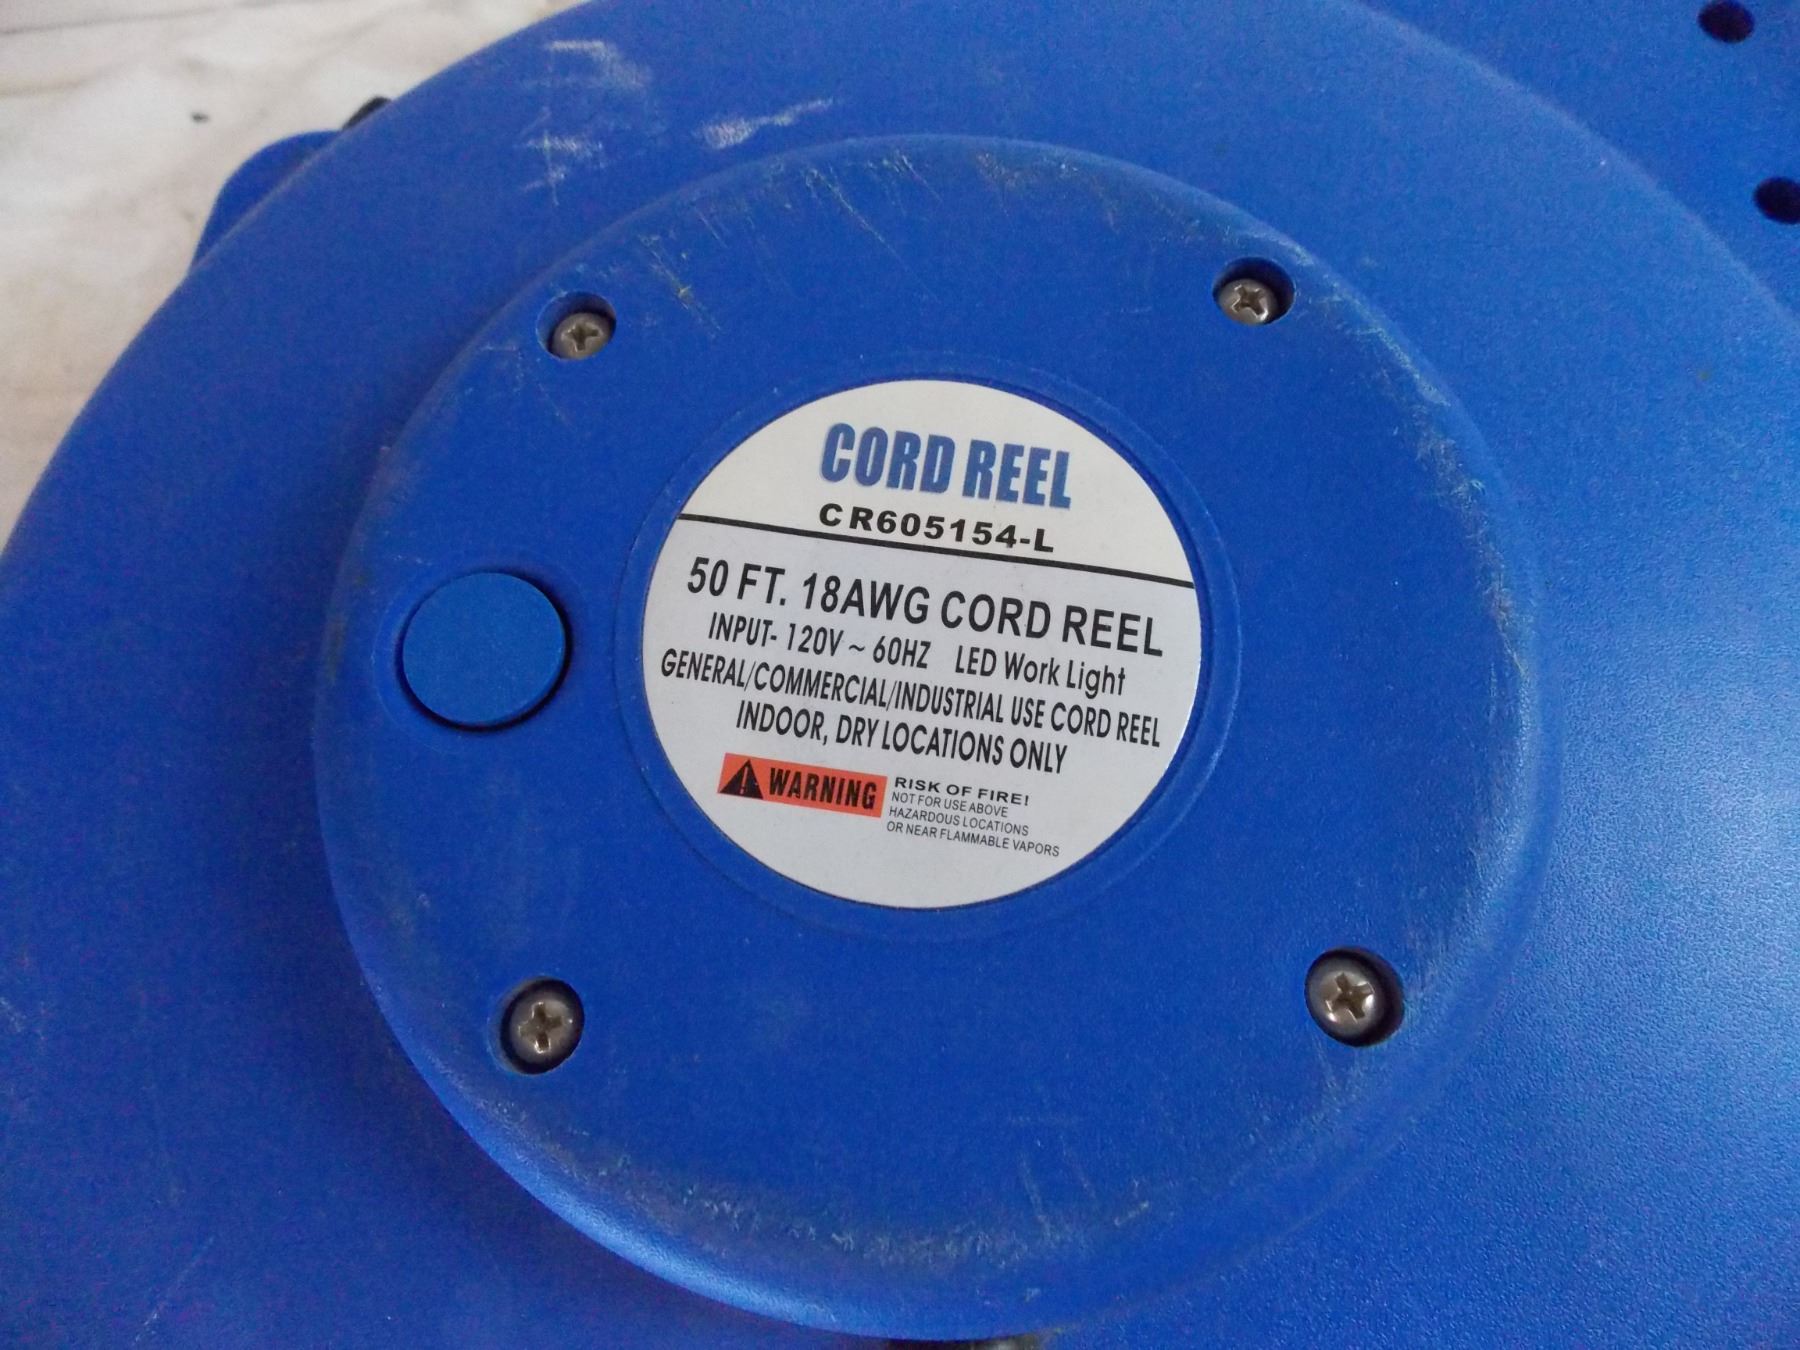 CORD REEL
CR605154-L
50 FT. 18AWG CORD REEL
INPUT- 120V ~ 60HZ LED Work Light
GENERAL/COMMERCIAL/INDUSTRIAL USE CORD REEL
INDOOR, DRY LOCATIONS ONLY
WARNING
RISK OF FIRE!
NOT FOR USE ABOVE
HAZARDOUS LOCATIONS
OR NEAR FLAMMABLE VAPORS